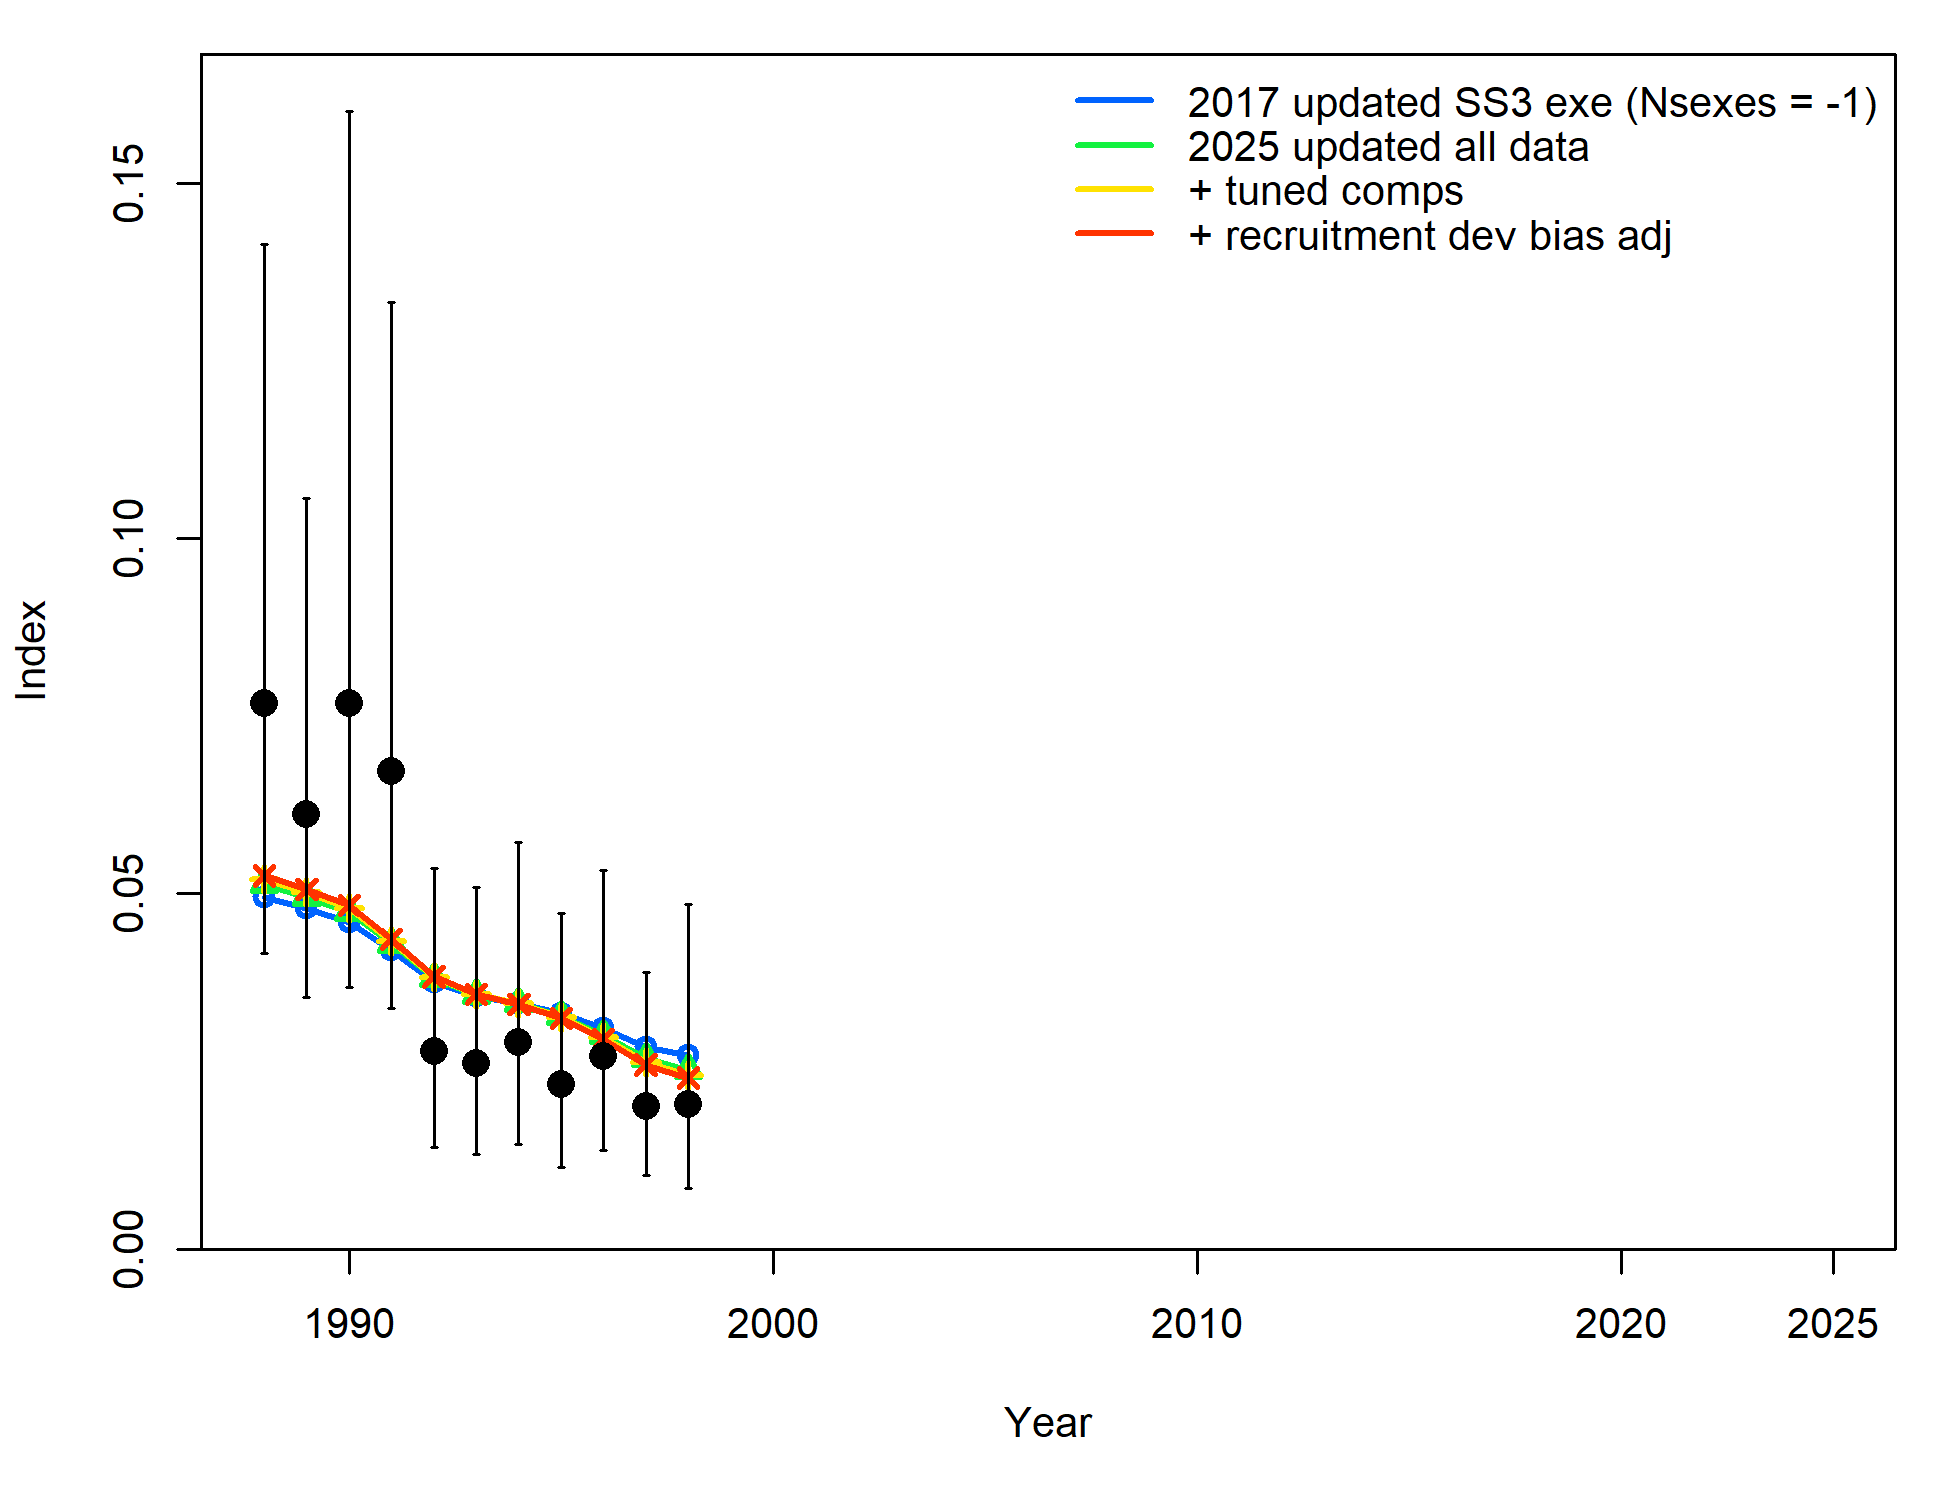 2017 updated SS3 exe (Nsexes = -1)
2025 updated all data
+ tuned comps
+ recruitment dev bias adj
0.15
0.10
0.05
0.00
Index
1990 2000 2010 2020 2025
Year